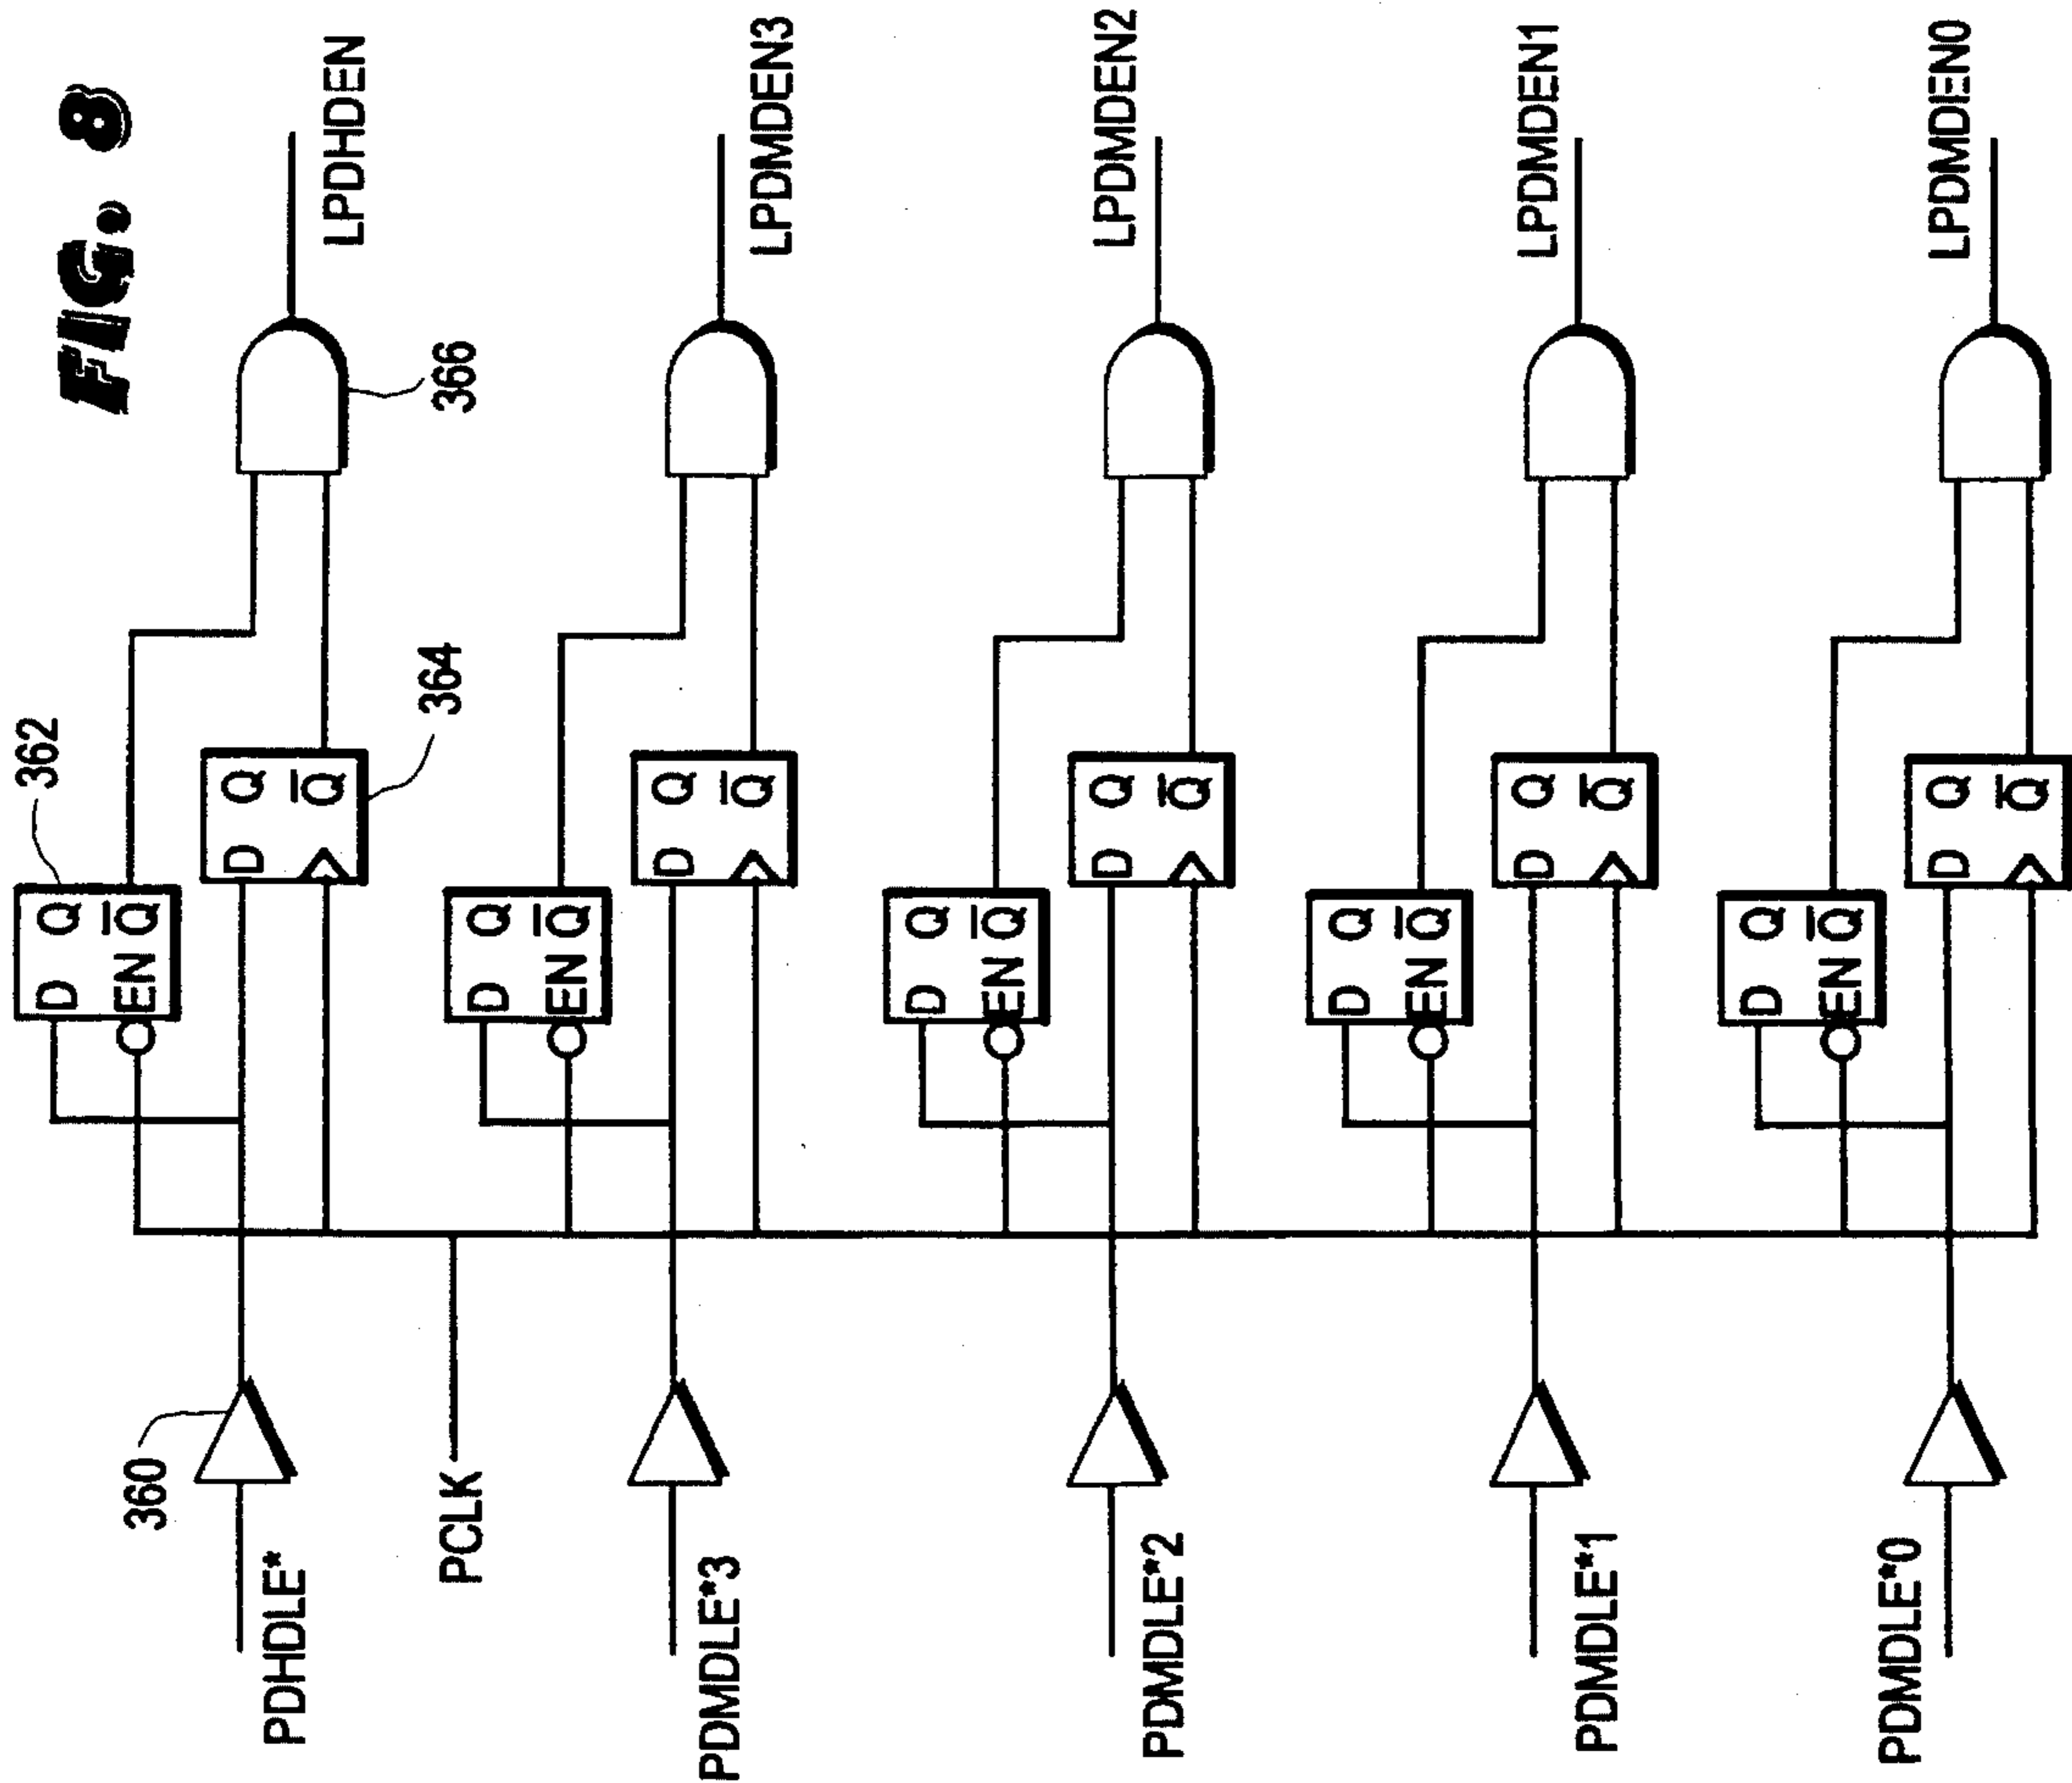 FIG. 8
PDHDLE*
360
362
D Q
EN Q
D Q
Q
364
366
LPDHDEN
PCLK
PDMDLE*3
D Q
EN Q
D Q
Q
LPDMDEN3
PDMDLE*2
D Q
EN Q
D Q
Q
LPDMDEN2
PDMDLE*1
D Q
EN Q
D Q
Q
LPDMDEN1
PDMDLE*0
D Q
EN Q
D Q
Q
LPDMDEN0